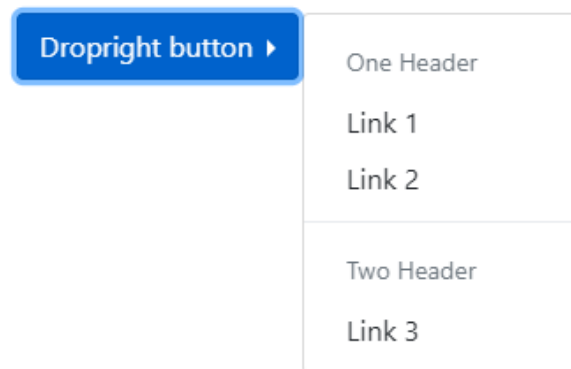 Dropright button
One Header
Link 1
Link 2
Two Header
Link 3